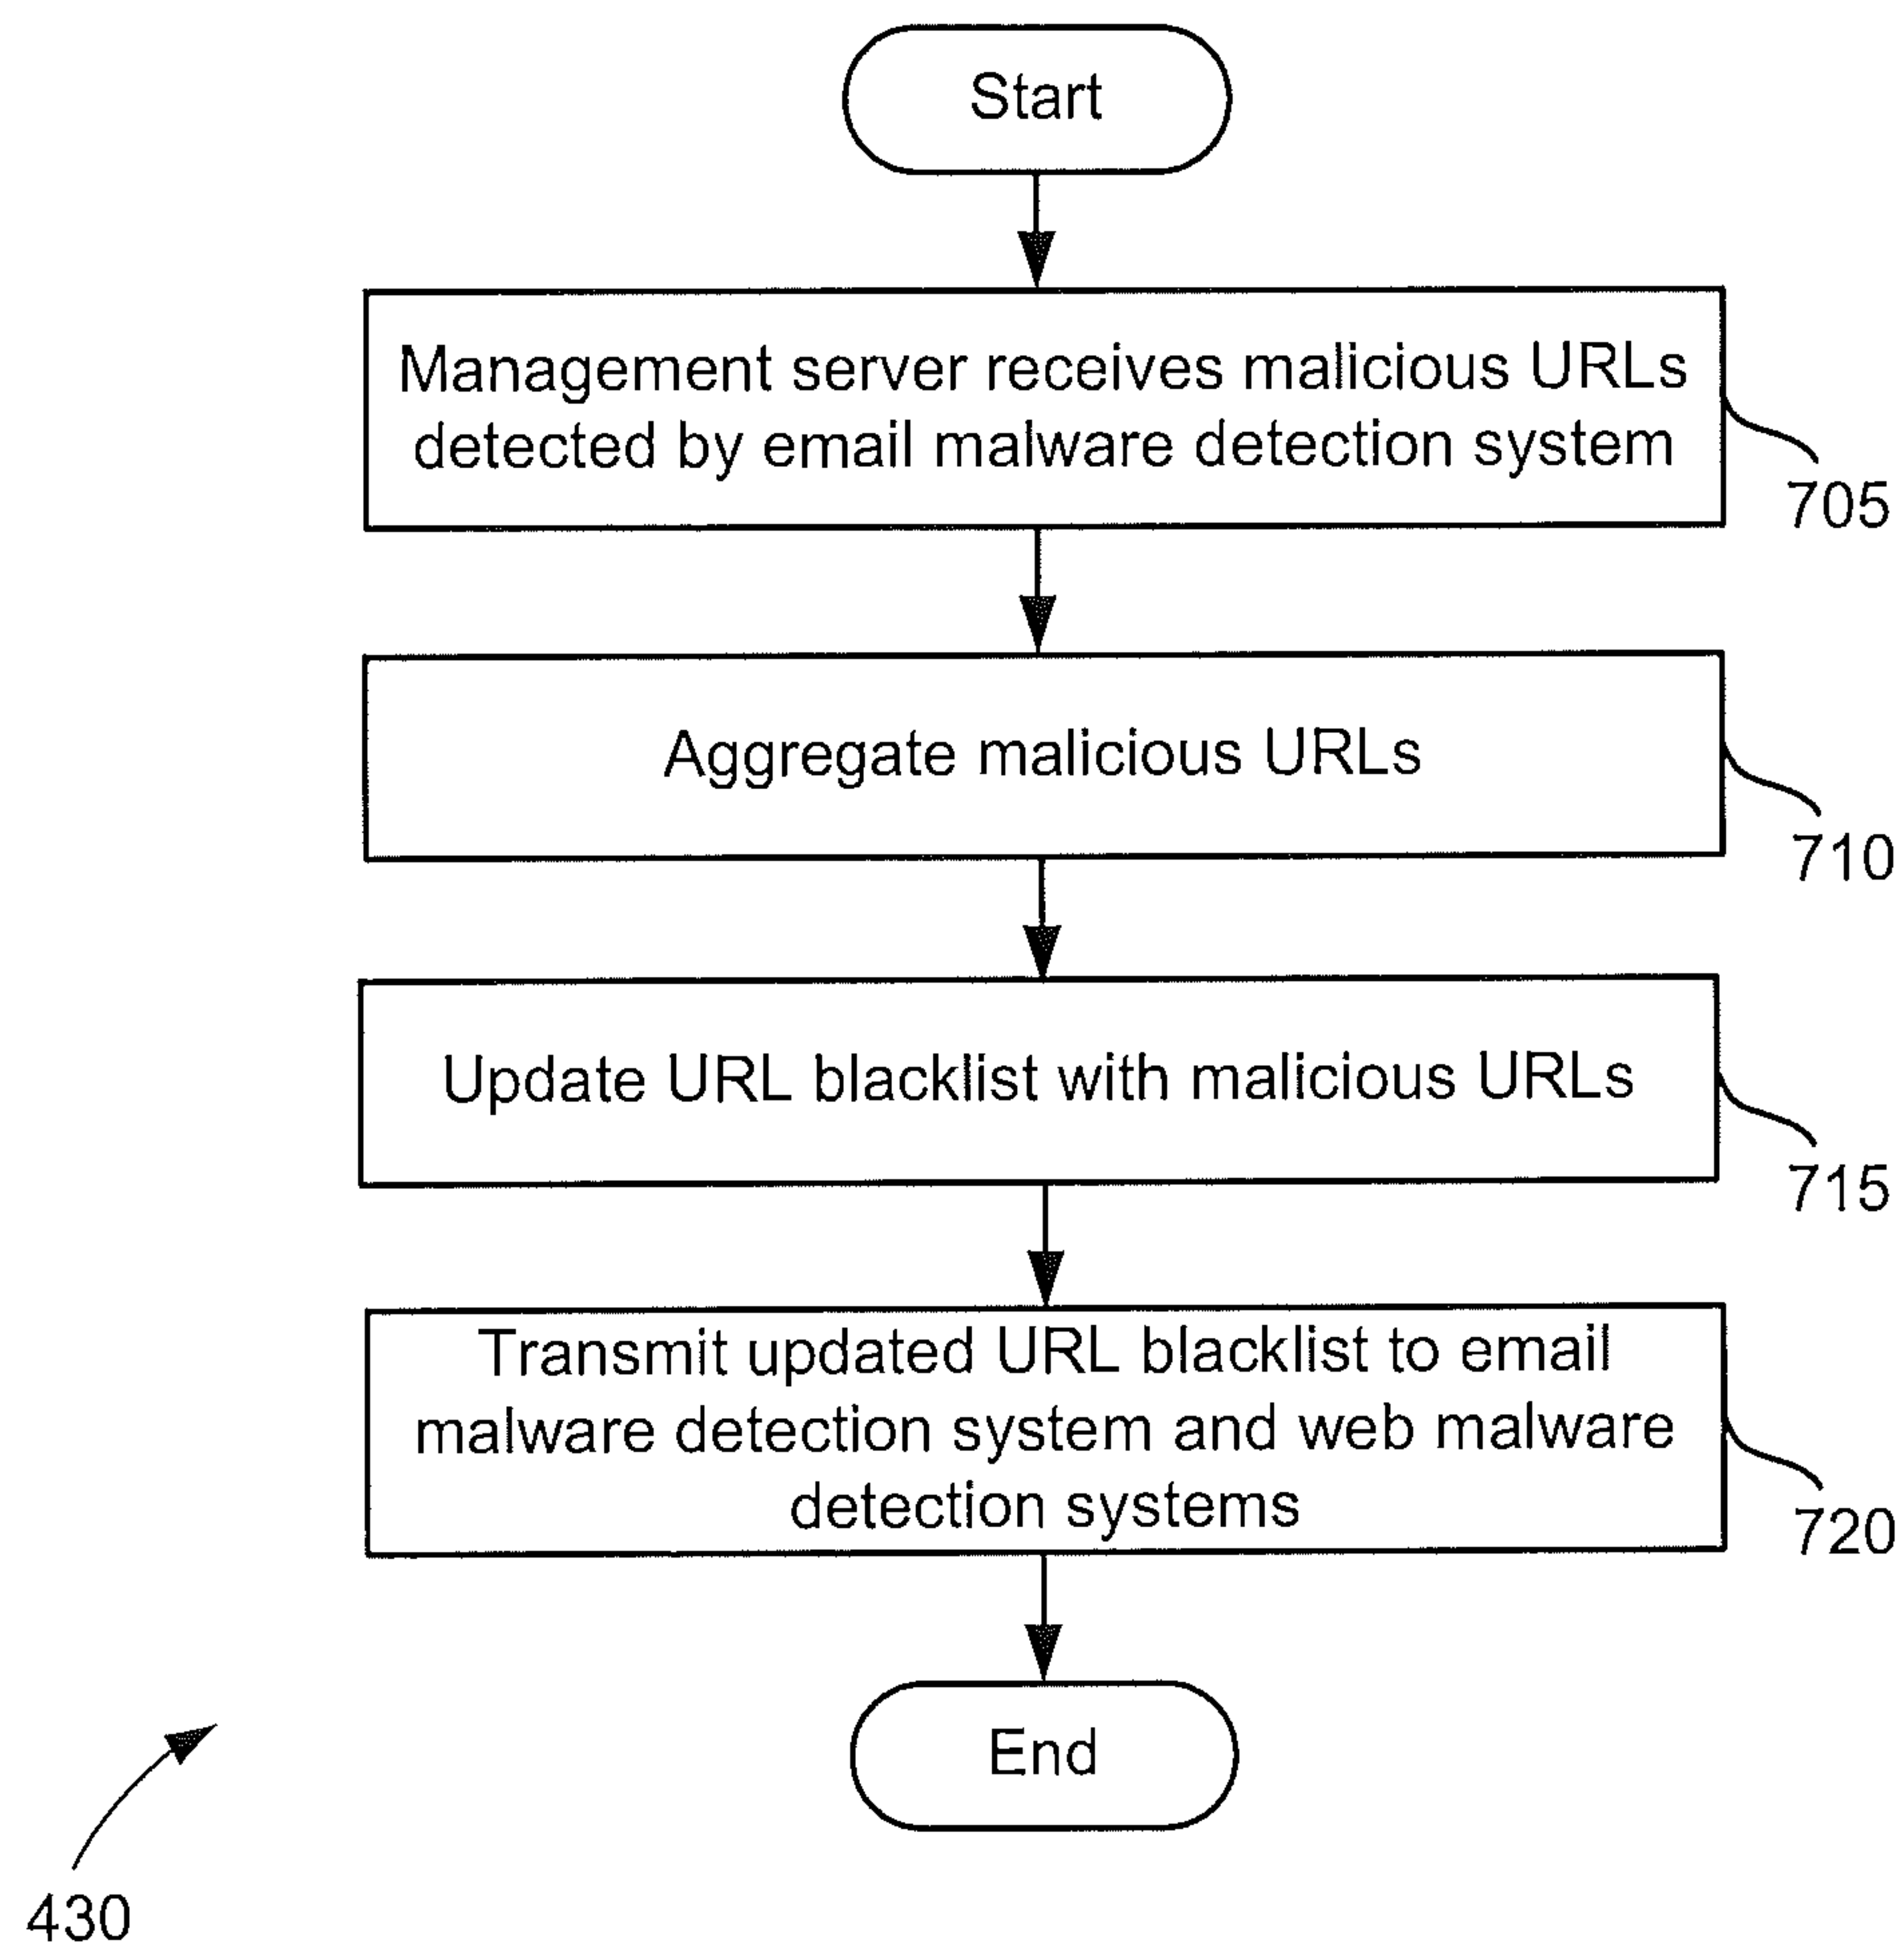 Start
Management server receives malicious URLs
detected by email malware detection system
705
Aggregate malicious URLs
710
Update URL blacklist with malicious URLs
715
Transmit updated URL blacklist to email
malware detection system and web malware
detection systems
720
End
430